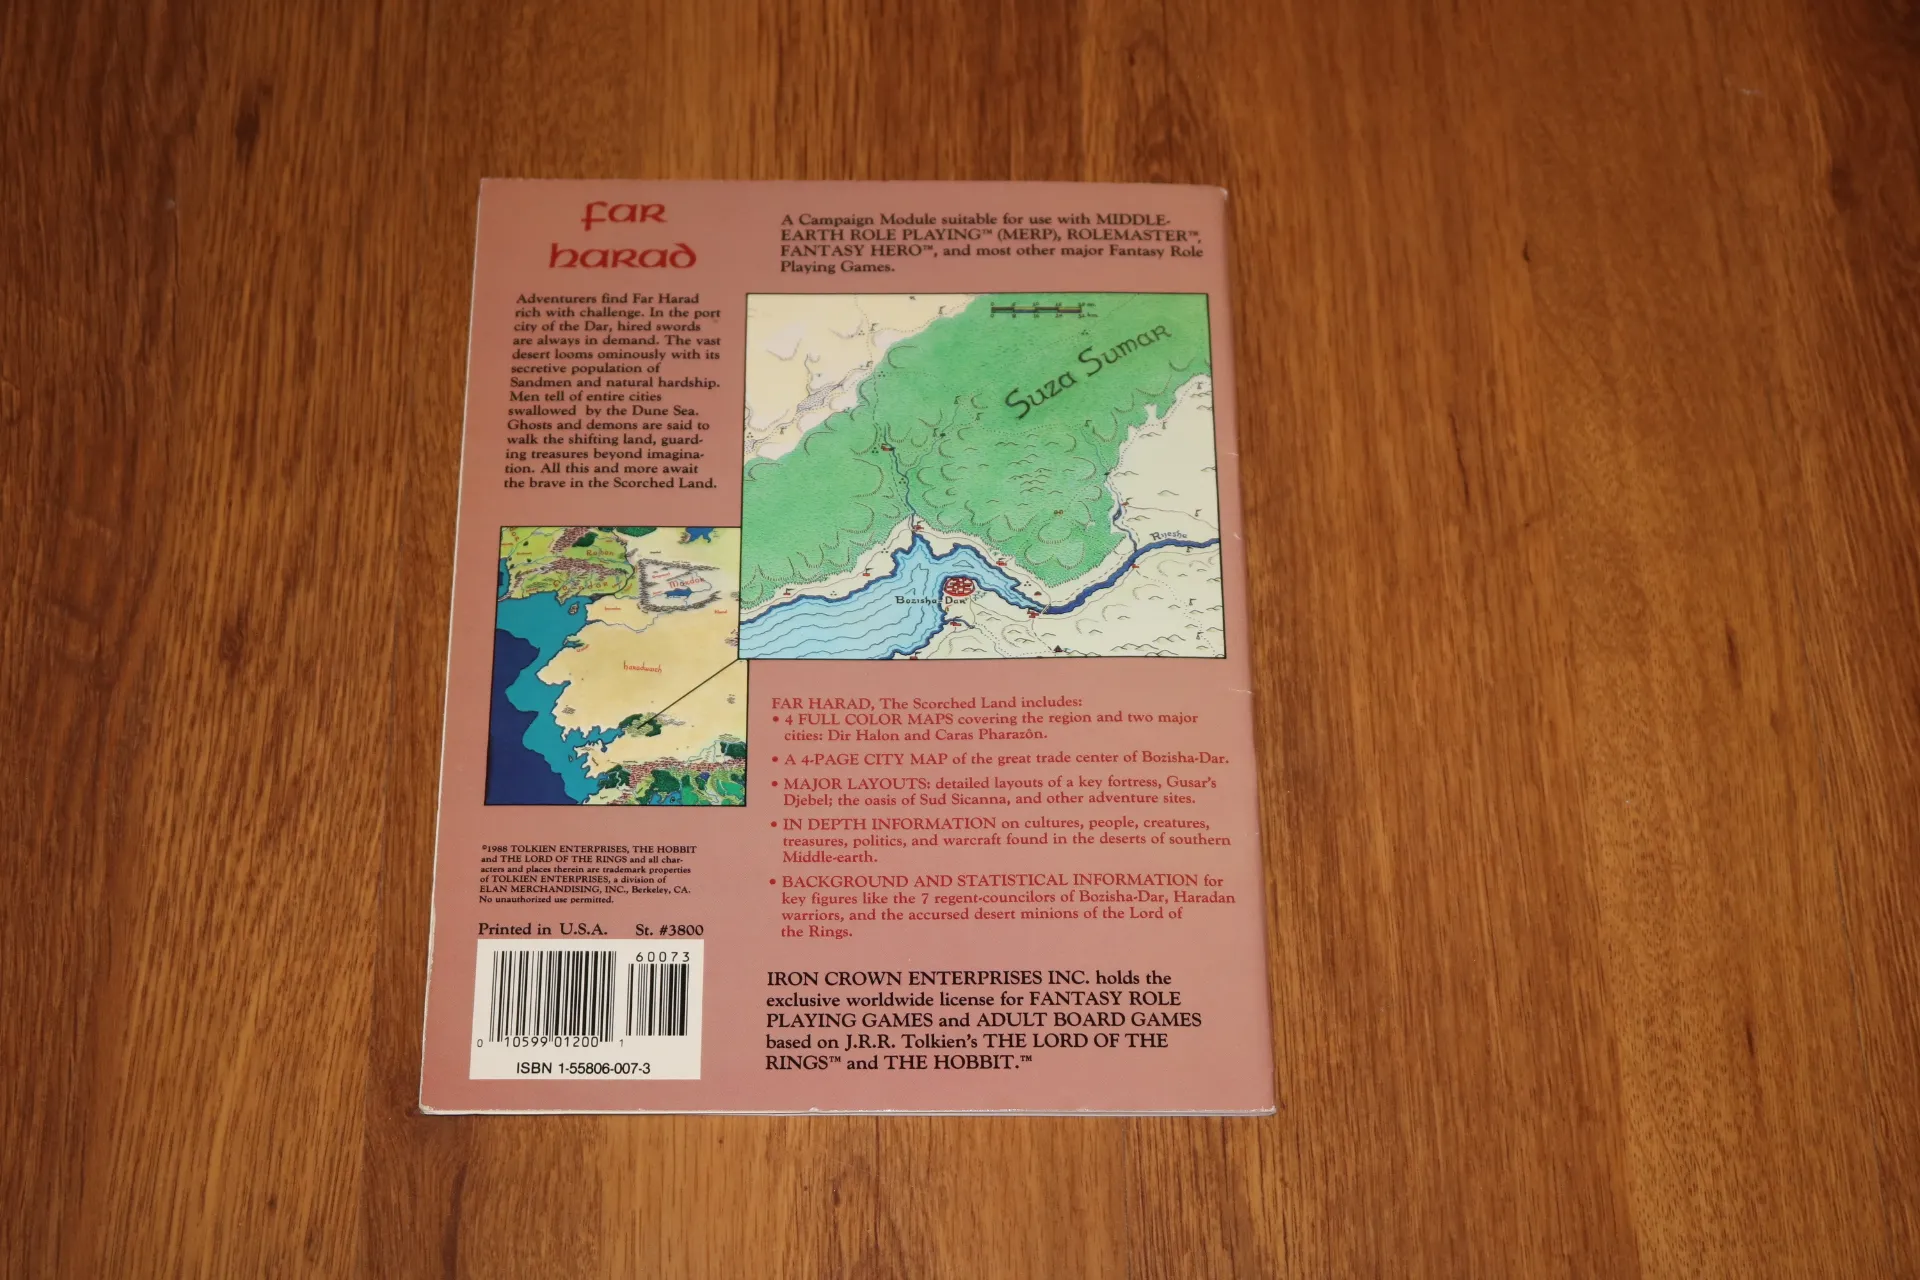 FAR
HARAD
Adventurers find Far Harad
rich with challenge. In the port
city of the Dar, hired swords
are always in demand. The vast
desert looms ominously with its
secretive population of
Sandmen and natural hardship.
Men tell of entire cities
swallowed by the Dune Sea.
Ghosts and demons are said to
walk the shifting land, guard-
ing treasures beyond imagina-
tion. All this and more await
the brave in the Scorched Land.
Rohan
Mordor
haradwaith
©1988 TOLKIEN ENTERPRISES, THE HOBBIT
and THE LORD OF THE RINGS and all char-
acters and places therein are trademark properties
of TOLKIEN ENTERPRISES, a division of
ELAN MERCHANDISING, INC., Berkeley, CA.
No unauthorized use permitted.
Printed in U.S.A. St. #3800
60073
0 10599 01200 1
ISBN 1-55806-007-3
A Campaign Module suitable for use with MIDDLE-
EARTH ROLE PLAYING™ (MERP), ROLEMASTER™,
FANTASY HERO™, and most other major Fantasy Role
Playing Games.
Suza Sumar
Bozisha-Dar
FAR HARAD, The Scorched Land includes:
• 4 FULL COLOR MAPS covering the region and two major
cities: Dir Halon and Caras Pharazôn.
• A 4-PAGE CITY MAP of the great trade center of Bozisha-Dar.
• MAJOR LAYOUTS: detailed layouts of a key fortress, Gusar's
Djebel; the oasis of Sud Sicanna, and other adventure sites.
• IN DEPTH INFORMATION on cultures, people, creatures,
treasures, politics, and warcraft found in the deserts of southern
Middle-earth.
• BACKGROUND AND STATISTICAL INFORMATION for
key figures like the 7 regent-councilors of Bozisha-Dar, Haradan
warriors, and the accursed desert minions of the Lord of
the Rings.
IRON CROWN ENTERPRISES INC. holds the
exclusive worldwide license for FANTASY ROLE
PLAYING GAMES and ADULT BOARD GAMES
based on J.R.R. Tolkien's THE LORD OF THE
RINGS™ and THE HOBBIT.™